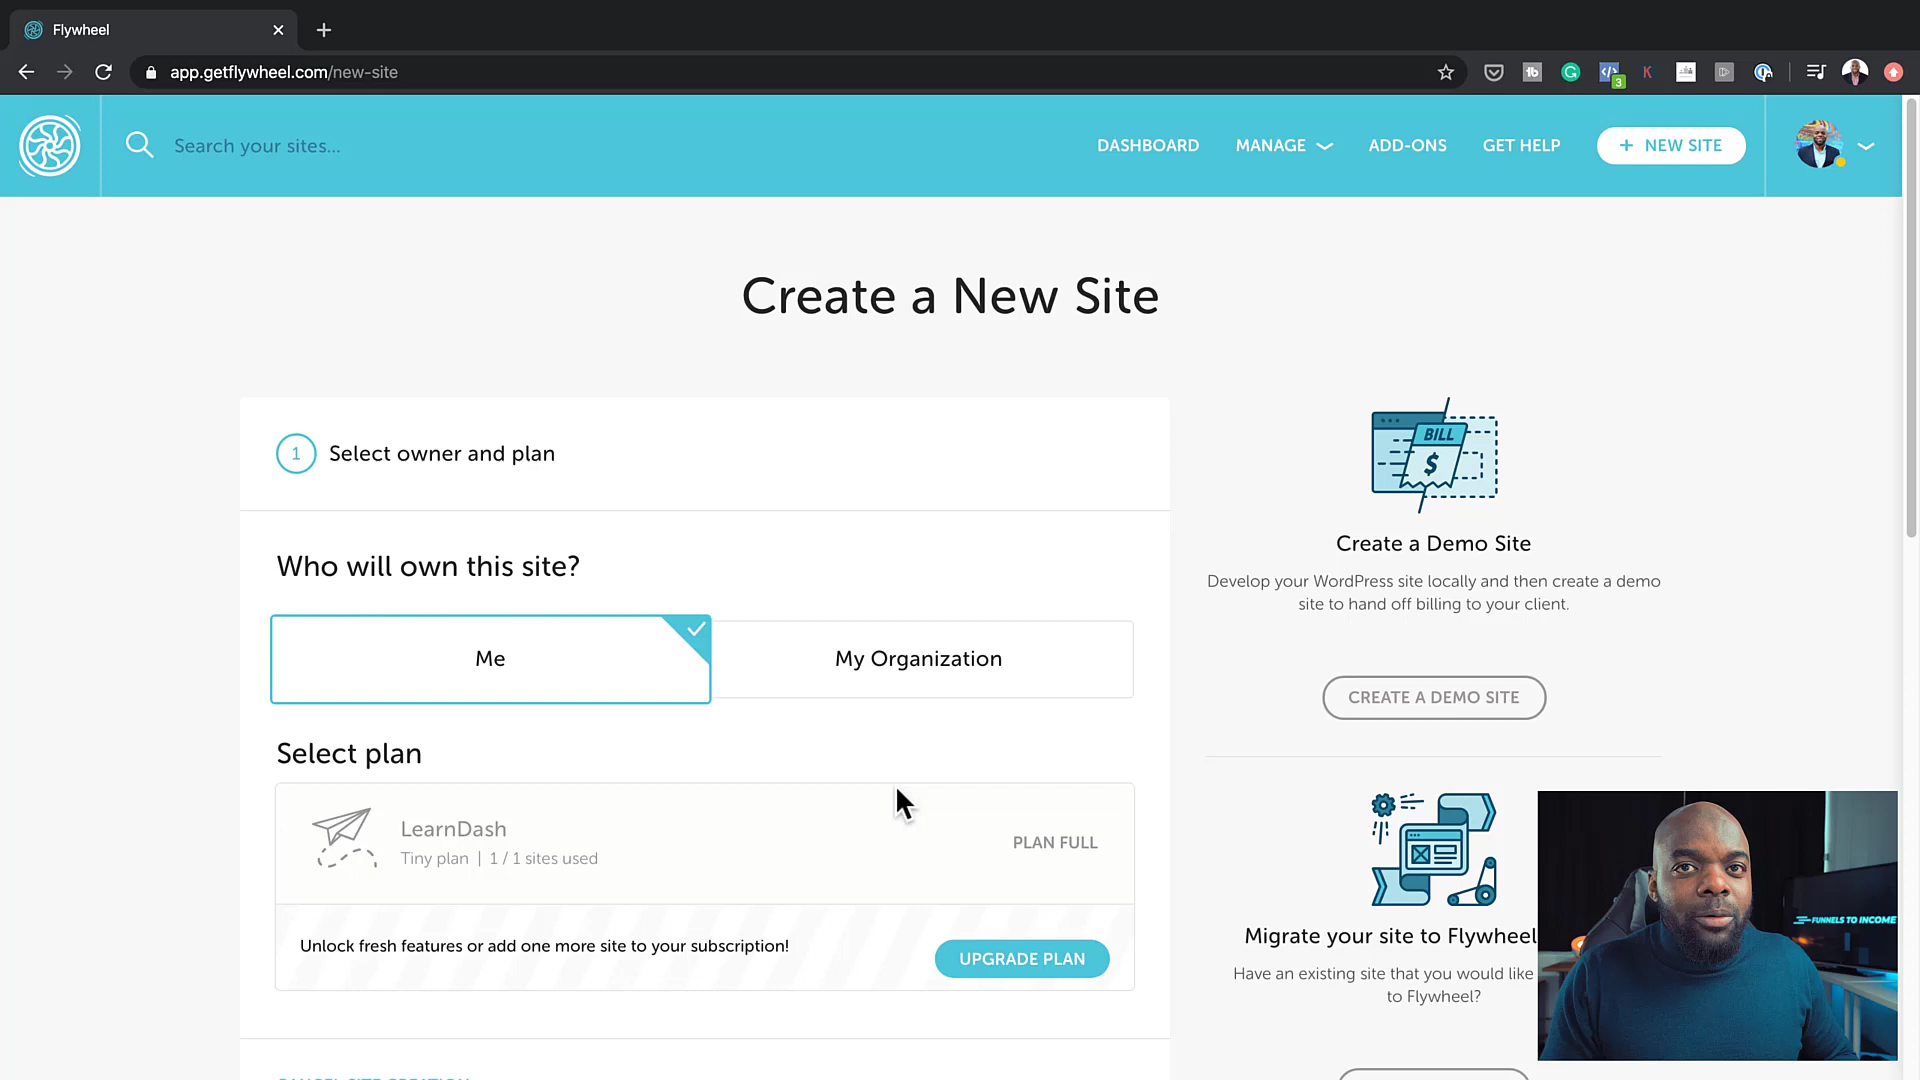 Flywheel
app.getflywheel.com/new-site
3
Search your sites...
DASHBOARD
MANAGE
ADD-ONS
GET HELP
+ NEW SITE
Create a New Site
1 Select owner and plan
Who will own this site?
Me
My Organization
Select plan
LearnDash
Tiny plan | 1 / 1 sites used
PLAN FULL
Unlock fresh features or add one more site to your subscription!
UPGRADE PLAN
CANCEL SITE CREATION
BILL
$
Create a Demo Site
Develop your WordPress site locally and then create a demo
site to hand off billing to your client.
CREATE A DEMO SITE
Migrate your site to Flywheel
Have an existing site that you would like
to Flywheel?
FUNNELS TO INCOME